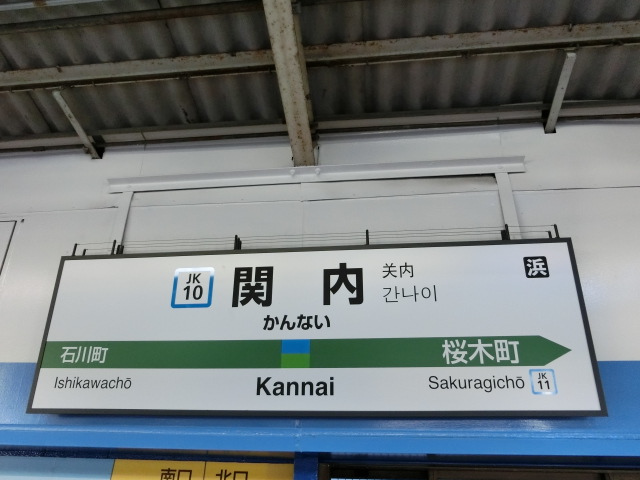 JK
10
関内
关内
간나이
浜
かんない
石川町
桜木町
Ishikawachō
Kannai
Sakuragichō
JK
11
南口 北口